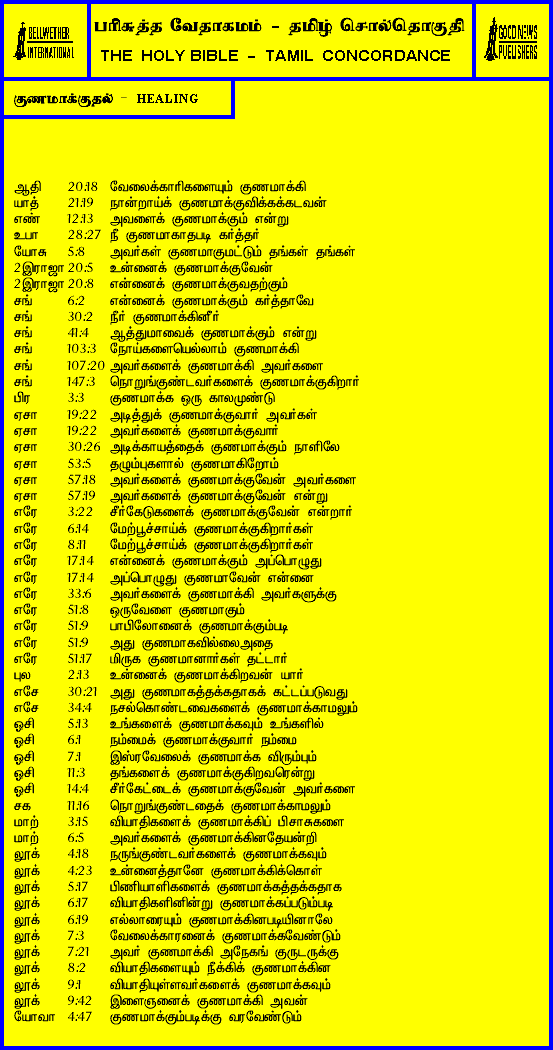 BELLWETHER INTERNATIONAL
பரிசுத்த வேதாகமம் - தமிழ் சொல்தொகுதி
THE HOLY BIBLE - TAMIL CONCORDANCE
GOOD NEWS PUBLISHERS
குணமாக்குதல் - HEALING
ஆதி 20:18 வேலைக்காரிகளையும் குணமாக்கி
யாத் 21:19 நான்றாய்க் குணமாக்குவிக்கக்கடவன்
எண் 12:13 அவளைக் குணமாக்கும் என்று
உபா 28:27 நீ குணமாகாதபடி கர்த்தர்
யோசு 5:8 அவர்கள் குணமாகுமட்டும் தங்கள் தங்கள்
2இராஜா 20:5 உன்னைக் குணமாக்குவேன்
2இராஜா 20:8 என்னைக் குணமாக்குவதற்கும்
சங் 6:2 என்னைக் குணமாக்கும் கர்த்தாவே
சங் 30:2 நீர் குணமாக்கினீர்
சங் 41:4 ஆத்துமாவைக் குணமாக்கும் என்று
சங் 103:3 நோய்களையெல்லாம் குணமாக்கி
சங் 107:20 அவர்களைக் குணமாக்கி அவர்களை
சங் 147:3 நொறுங்குண்டவர்களைக் குணமாக்குகிறார்
பிர 3:3 குணமாக்க ஒரு காலமுண்டு
ஏசா 19:22 அடித்துக் குணமாக்குவார் அவர்கள்
ஏசா 19:22 அவர்களைக் குணமாக்குவார்
ஏசா 30:26 அடிக்காயத்தைக் குணமாக்கும் நாளிலே
ஏசா 53:5 தழும்புகளால் குணமாகிறோம்
ஏசா 57:18 அவர்களைக் குணமாக்குவேன் அவர்களை
ஏசா 57:19 அவர்களைக் குணமாக்குவேன் என்று
எரே 3:22 சீர்கேடுகளைக் குணமாக்குவேன் என்றார்
எரே 6:14 மேற்பூச்சாய்க் குணமாக்குகிறார்கள்
எரே 8:11 மேற்பூச்சாய்க் குணமாக்குகிறார்கள்
எரே 17:14 என்னைக் குணமாக்கும் அப்பொழுது
எரே 17:14 அப்பொழுது குணமாவேன் என்னை
எரே 33:6 அவர்களைக் குணமாக்கி அவர்களுக்கு
எரே 51:8 ஒருவேளை குணமாகும்
எரே 51:9 பாபிலோனைக் குணமாக்கும்படி
எரே 51:9 அது குணமாகவில்லைஅதை
எரே 51:17 மிருக குணமானார்கள் தட்டார்
புல 2:13 உன்னைக் குணமாக்கிறவன் யார்
எசே 30:21 அது குணமாகத்தக்கதாகக் கட்டப்படுவது
எசே 34:4 நசல்கொண்டவைகளைக் குணமாக்காமலும்
ஓசி 5:13 உங்களைக் குணமாக்கவும் உங்களில்
ஓசி 6:1 நம்மைக் குணமாக்குவார் நம்மை
ஓசி 7:1 இஸ்ரவேலைக் குணமாக்க விரும்பும்
ஓசி 11:3 தங்களைக் குணமாக்குகிறவரென்று
ஓசி 14:4 சீர்கேட்டைக் குணமாக்குவேன் அவர்களை
சக 11:16 நொறுங்குண்டதைக் குணமாக்காமலும்
மாற் 3:15 வியாதிகளைக் குணமாக்கிப் பிசாசுகளை
மாற் 6:5 அவர்களைக் குணமாக்கினதேயன்றி
லூக் 4:18 நருங்குண்டவர்களைக் குணமாக்கவும்
லூக் 4:23 உன்னைத்தானே குணமாக்கிக்கொள்
லூக் 5:17 பிணியாளிகளைக் குணமாக்கத்தக்கதாக
லூக் 6:17 வியாதிகளினின்று குணமாக்கப்படும்படி
லூக் 6:19 எல்லாரையும் குணமாக்கினபடியினாலே
லூக் 7:3 வேலைக்காரனைக் குணமாக்கவேண்டும்
லூக் 7:21 அவர் குணமாக்கி அநேகங் குருடருக்கு
லூக் 8:2 வியாதிகளையும் நீக்கிக் குணமாக்கின
லூக் 9:1 வியாதியுள்ளவர்களைக் குணமாக்கவும்
லூக் 9:42 இளைஞனைக் குணமாக்கி அவன்
யோவா 4:47 குணமாக்கும்படிக்கு வரவேண்டும்